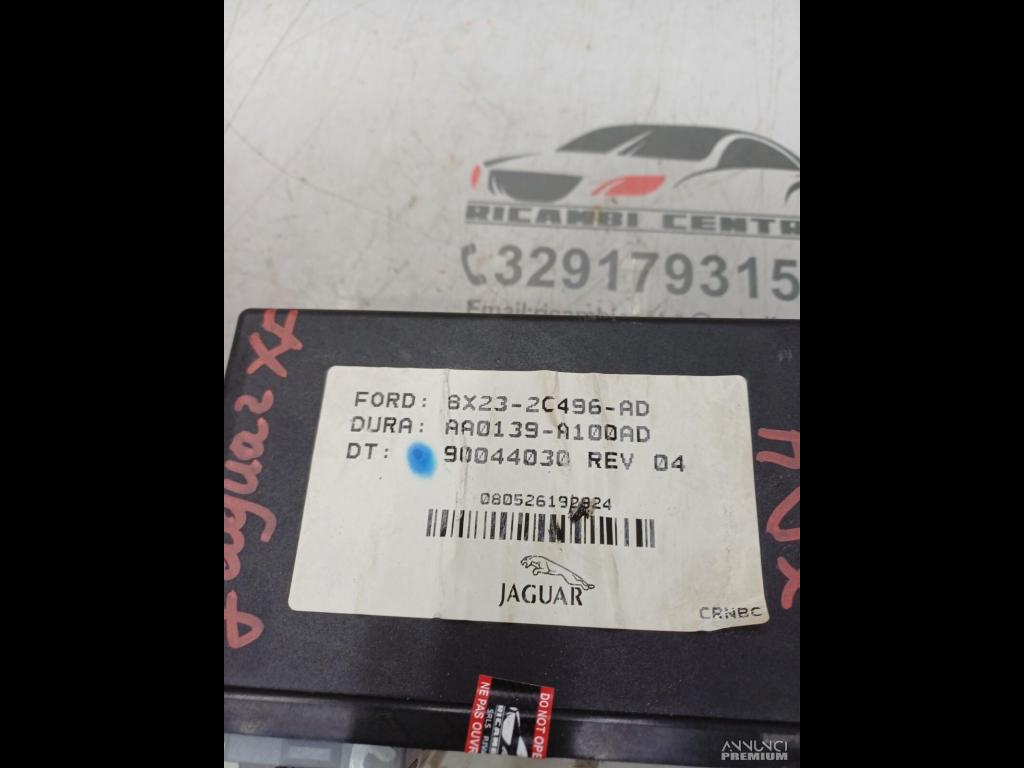 RICAMBI CENTR
329179315
Jaguar XF
FORD: 8X23-2C496-AD
DURA: AA0139-A100AD
DT: 90044030 REV 04
JAGUAR
CRNBC
NE PAS OUVR
RICAMB
DO NOT OPE
ANNUNCI
PREMIUM